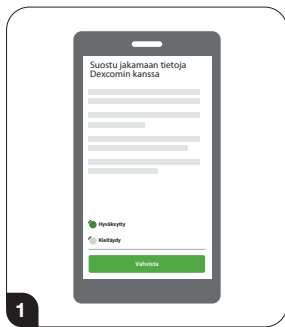 Suostu jakamaan tietoja
Dexcomin kanssa
Hyväksytty
Kieltäydy
Vahvista
1